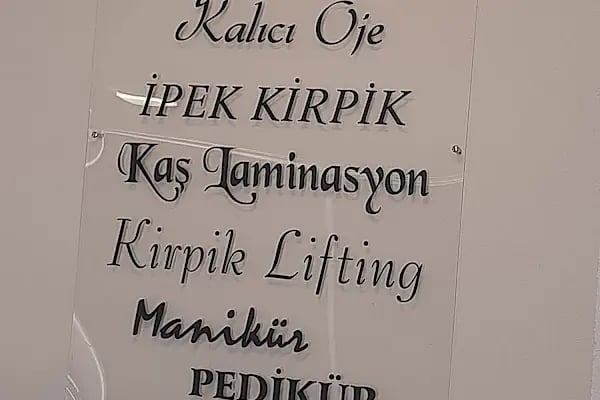 Kalıcı Oje
İPEK KİRPİK
Kaş Laminasyon
Kirpik Lifting
Manikür
PEDİKÜR